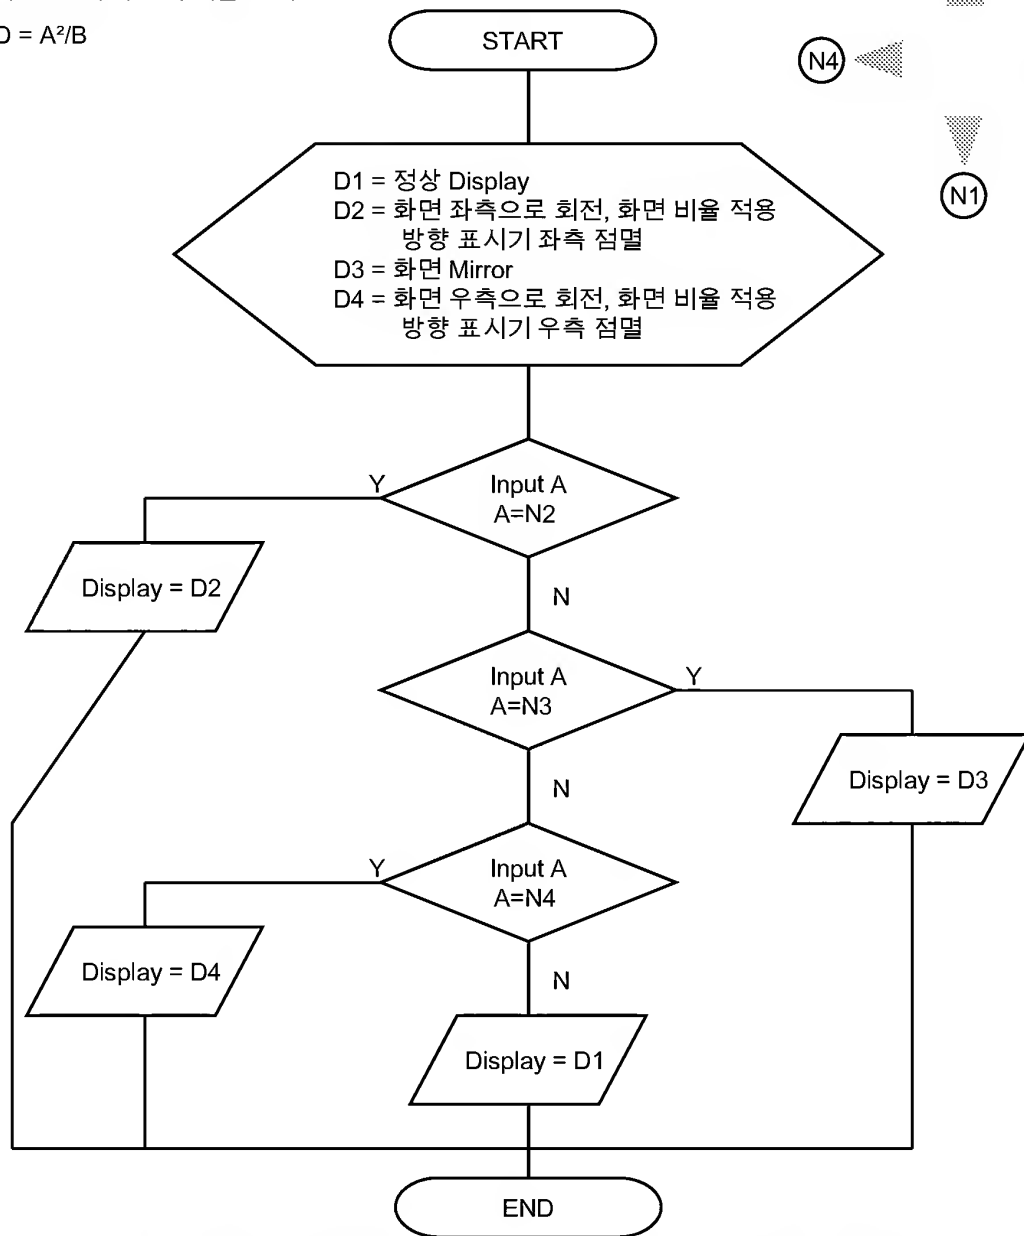 = A²/B
START
N4
N1
D1 = 정상 Display
D2 = 화면 좌측으로 회전, 화면 비율 적용
방향 표시기 좌측 점멸
D3 = 화면 Mirror
D4 = 화면 우측으로 회전, 화면 비율 적용
방향 표시기 우측 점멸
Y
Input A
A=N2
Display = D2
N
Input A
A=N3
Y
Display = D3
N
Y
Input A
A=N4
Display = D4
N
Display = D1
END